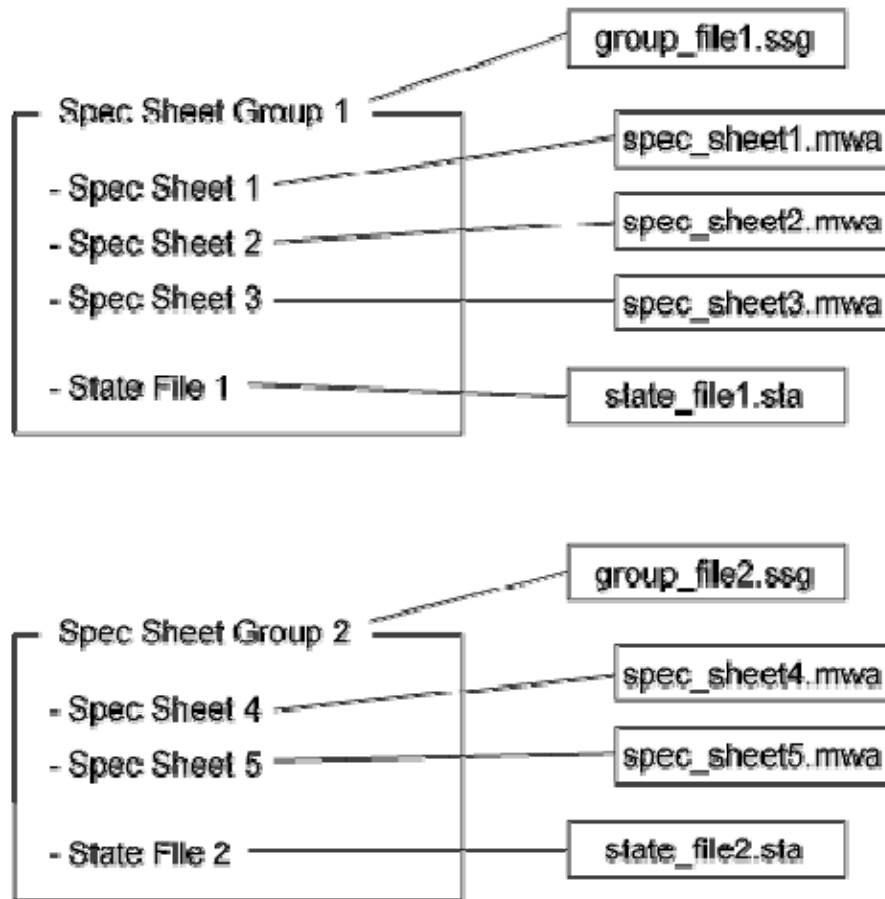 group_file1.ssg
Spec Sheet Group 1
spec_sheet1.mwa
- Spec Sheet 1
spec_sheet2.mwa
- Spec Sheet 2
- Spec Sheet 3
spec_sheet3.mwa
- State File 1
state_file1.sta
group_file2.ssg
Spec Sheet Group 2
spec_sheet4.mwa
- Spec Sheet 4
- Spec Sheet 5
spec_sheet5.mwa
- State File 2
state_file2.sta